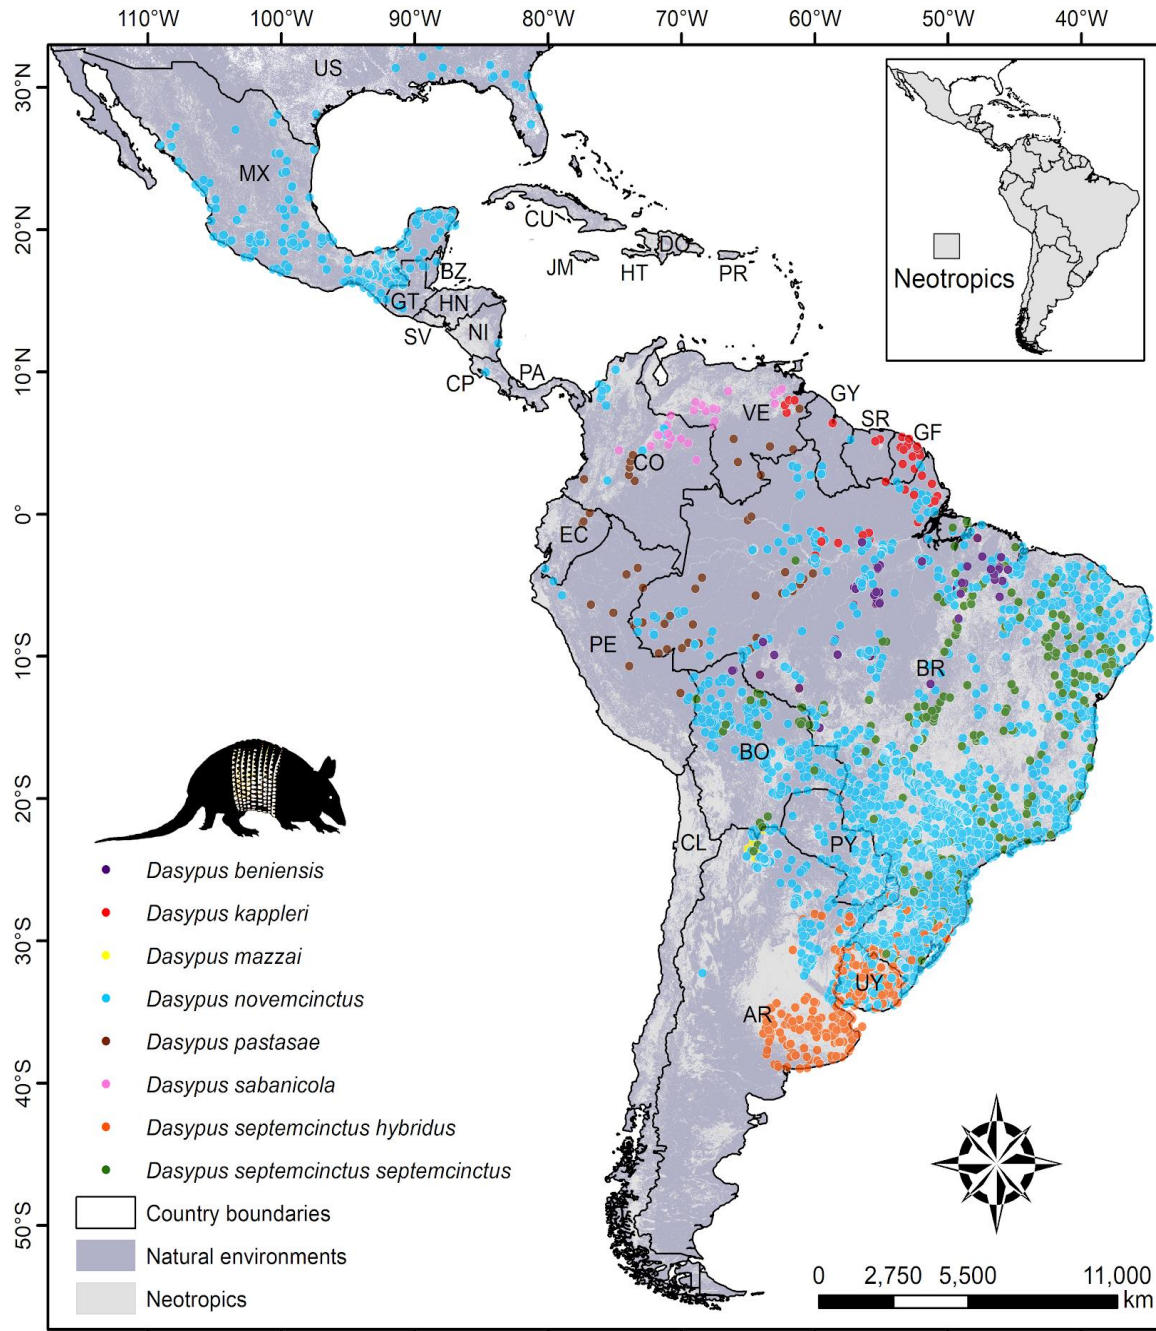 110°W 100°W 90°W 80°W 70°W 60°W 50°W 40°W
30°N
20°N
10°N
0°
10°S
20°S
30°S
40°S
50°S
US
MX
CU
DO
JM
HT
PR
BZ
GT
HN
SV
NI
CP
PA
VE
GY
SR
GF
CO
EC
PE
BR
BO
PY
CL
UY
AR
Neotropics
Dasypus beniensis
Dasypus kappleri
Dasypus mazzai
Dasypus novemcinctus
Dasypus pastasae
Dasypus sabanicola
Dasypus septemcinctus hybridus
Dasypus septemcinctus septemcinctus
Country boundaries
Natural environments
Neotropics
0 2,750 5,500 11,000
km